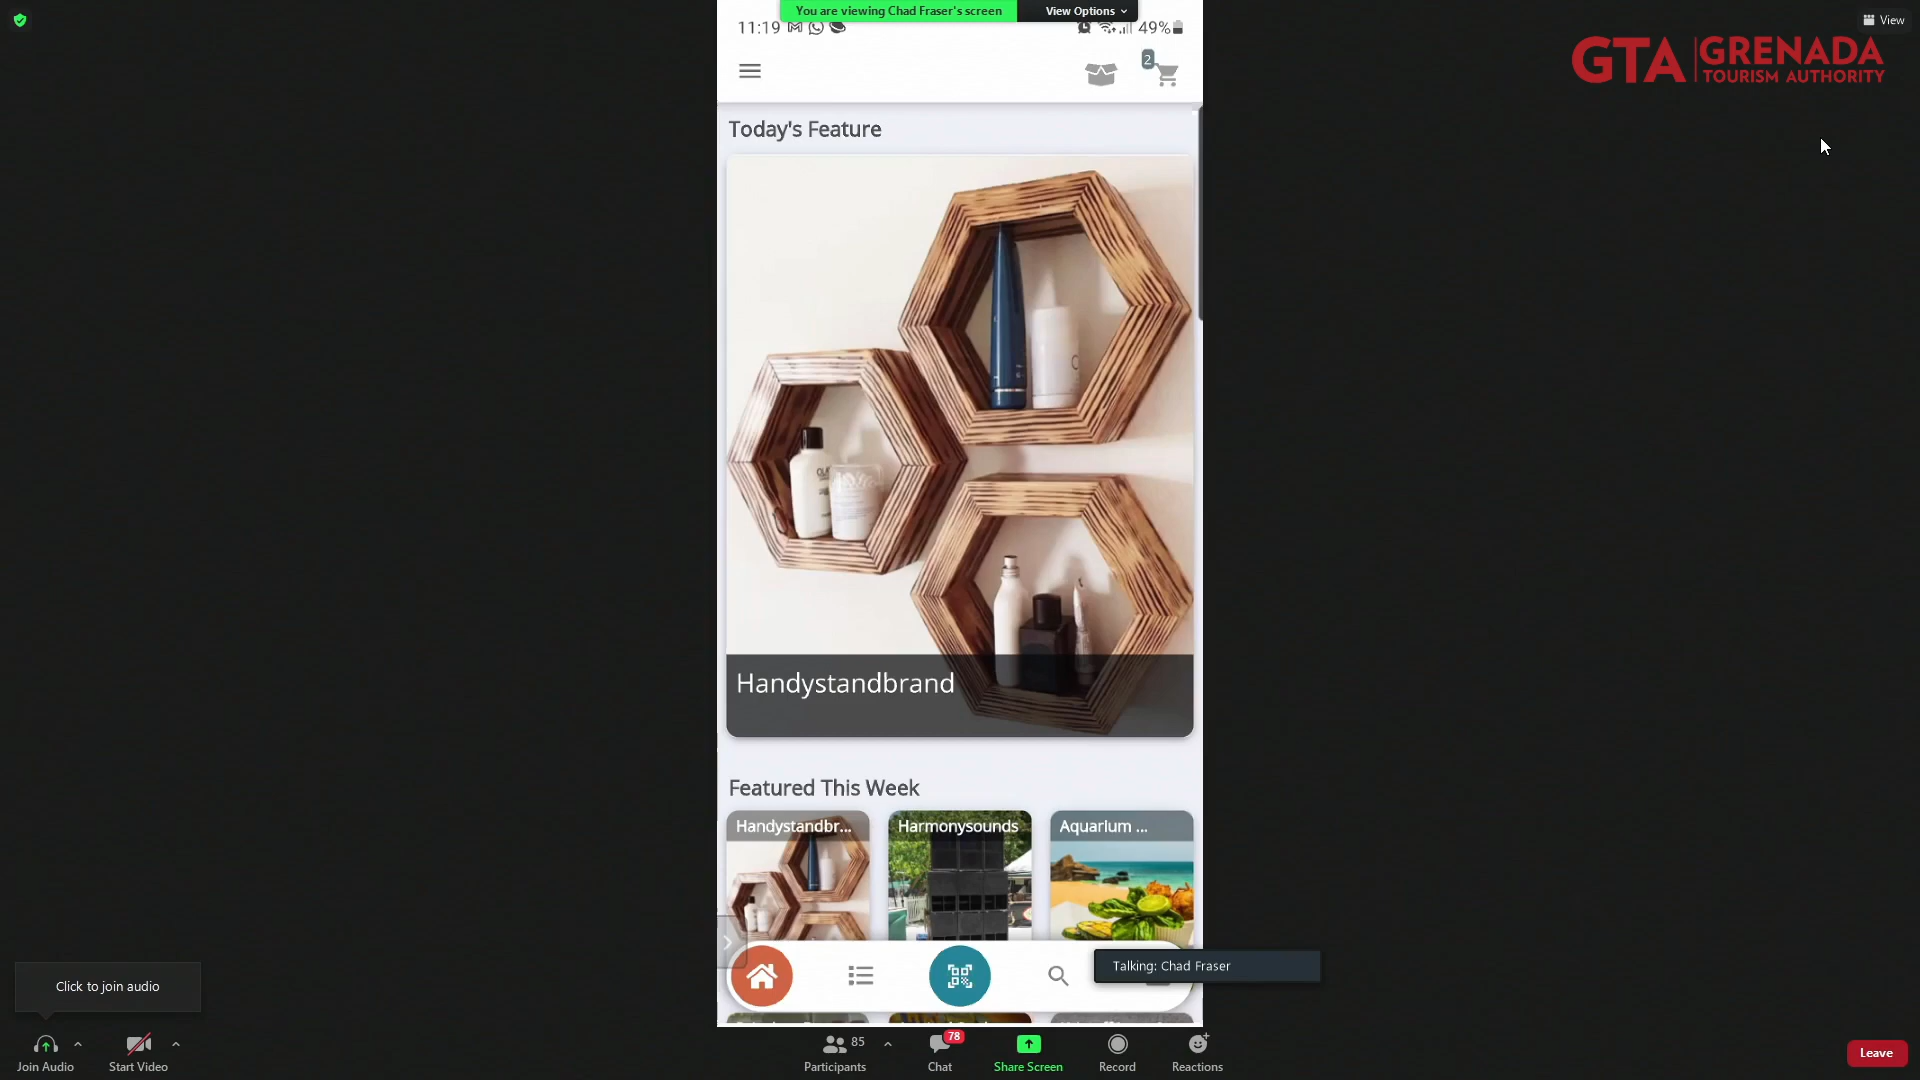 You are viewing Chad Fraser's screen
View Options
View
11:19
49%
GTA GRENADA
TOURISM AUTHORITY
2
Today's Feature
Handystandbrand
Featured This Week
Handystandbr...
Harmonysounds
Aquarium ...
Talking: Chad Fraser
Click to join audio
Join Audio
Start Video
85
Participants
78
Chat
Share Screen
Record
Reactions
Leave